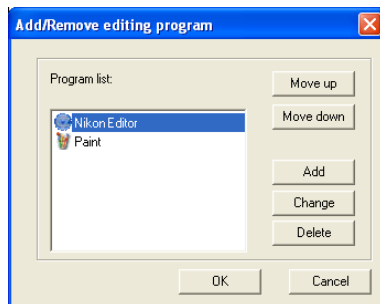 Add/Remove editing program
Program list:
Nikon Editor
Paint
Move up
Move down
Add
Change
Delete
OK
Cancel